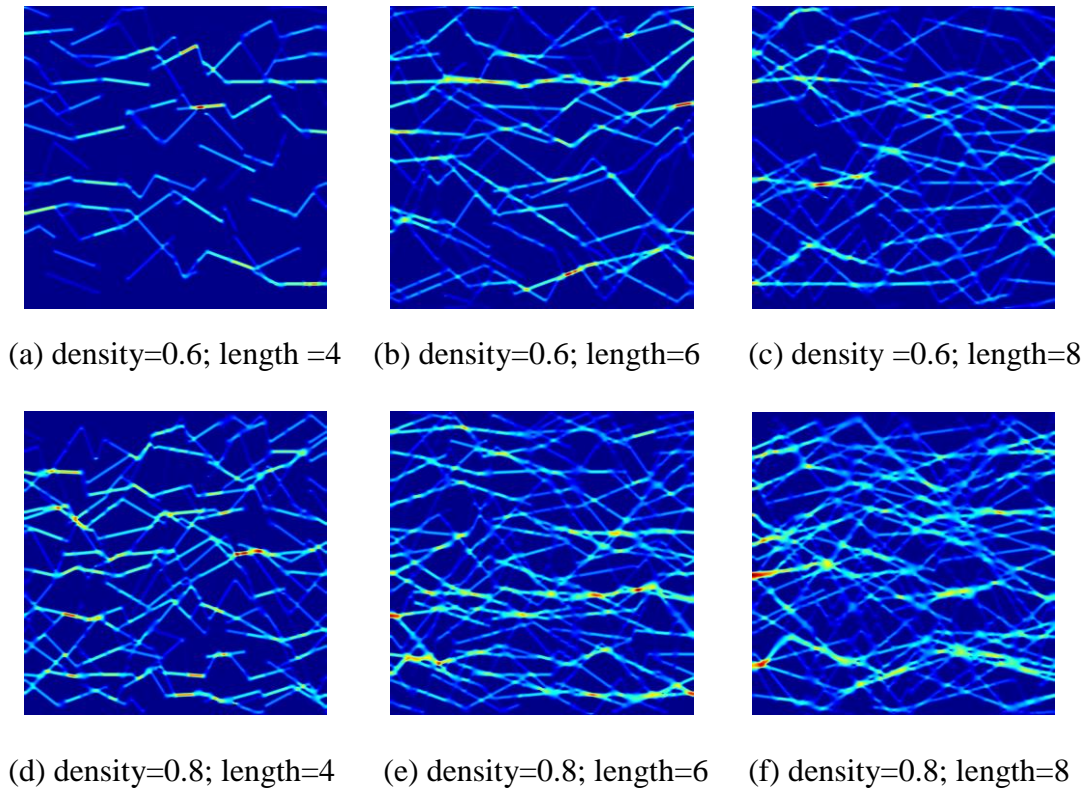 (a) density=0.6; length =4 (b) density=0.6; length=6 (c) density =0.6; length=8
(d) density=0.8; length=4 (e) density=0.8; length=6 (f) density=0.8; length=8